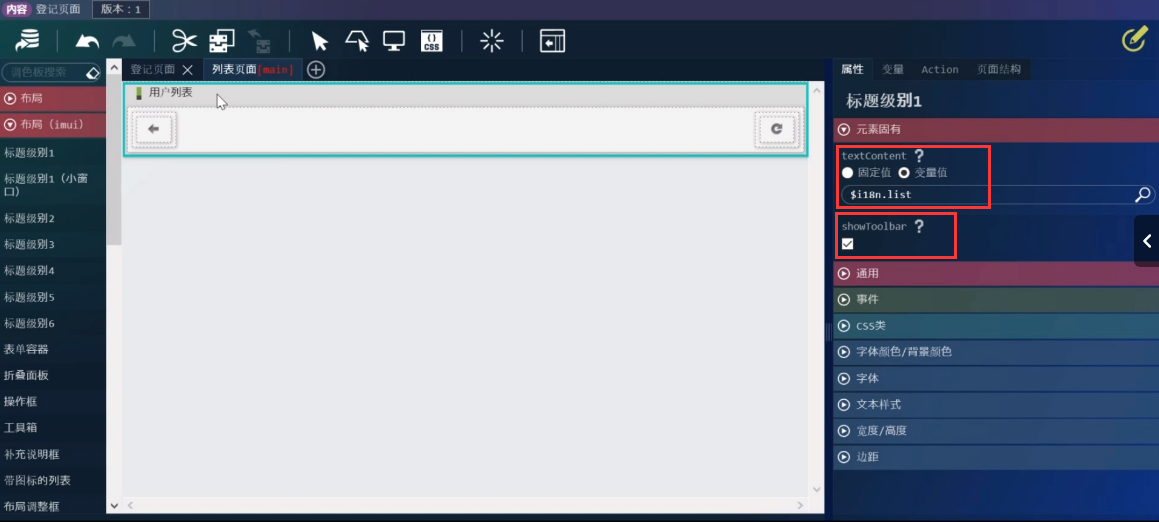 内容 登记页面 版本：1
CSS
调色板搜索
布局
布局（imui）
标题级别1
标题级别1（小窗
口）
标题级别2
标题级别3
标题级别4
标题级别5
标题级别6
表单容器
折叠面板
操作框
工具箱
补充说明框
带图标的列表
布局调整框
登记页面 列表页面[main]
用户列表
属性 变量 Action 页面结构
标题级别1
元素固有
textContent ?
固定值 变量值
$i18n.list
showToolbar ?
通用
事件
CSS类
字体颜色/背景颜色
字体
文本样式
宽度/高度
边距